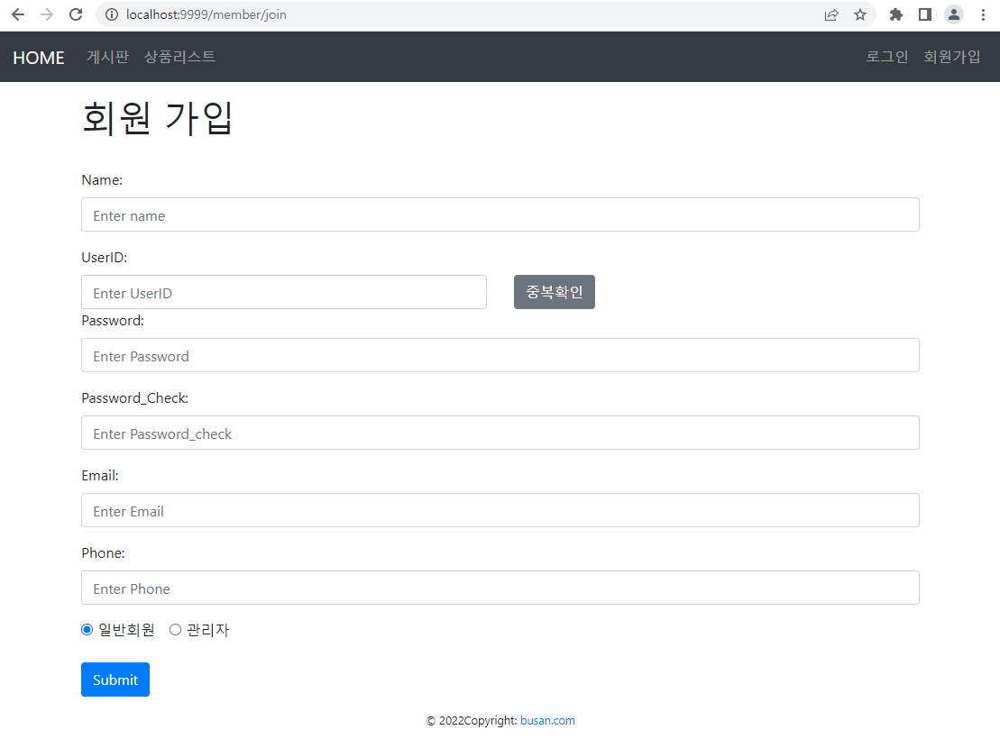 localhost:9999/member/join
HOME 게시판 상품리스트 로그인 회원가입
회원 가입
Name:
Enter name
UserID:
Enter UserID 중복확인
Password:
Enter Password
Password_Check:
Enter Password_check
Email:
Enter Email
Phone:
Enter Phone
일반회원 관리자
Submit
© 2022Copyright: busan.com